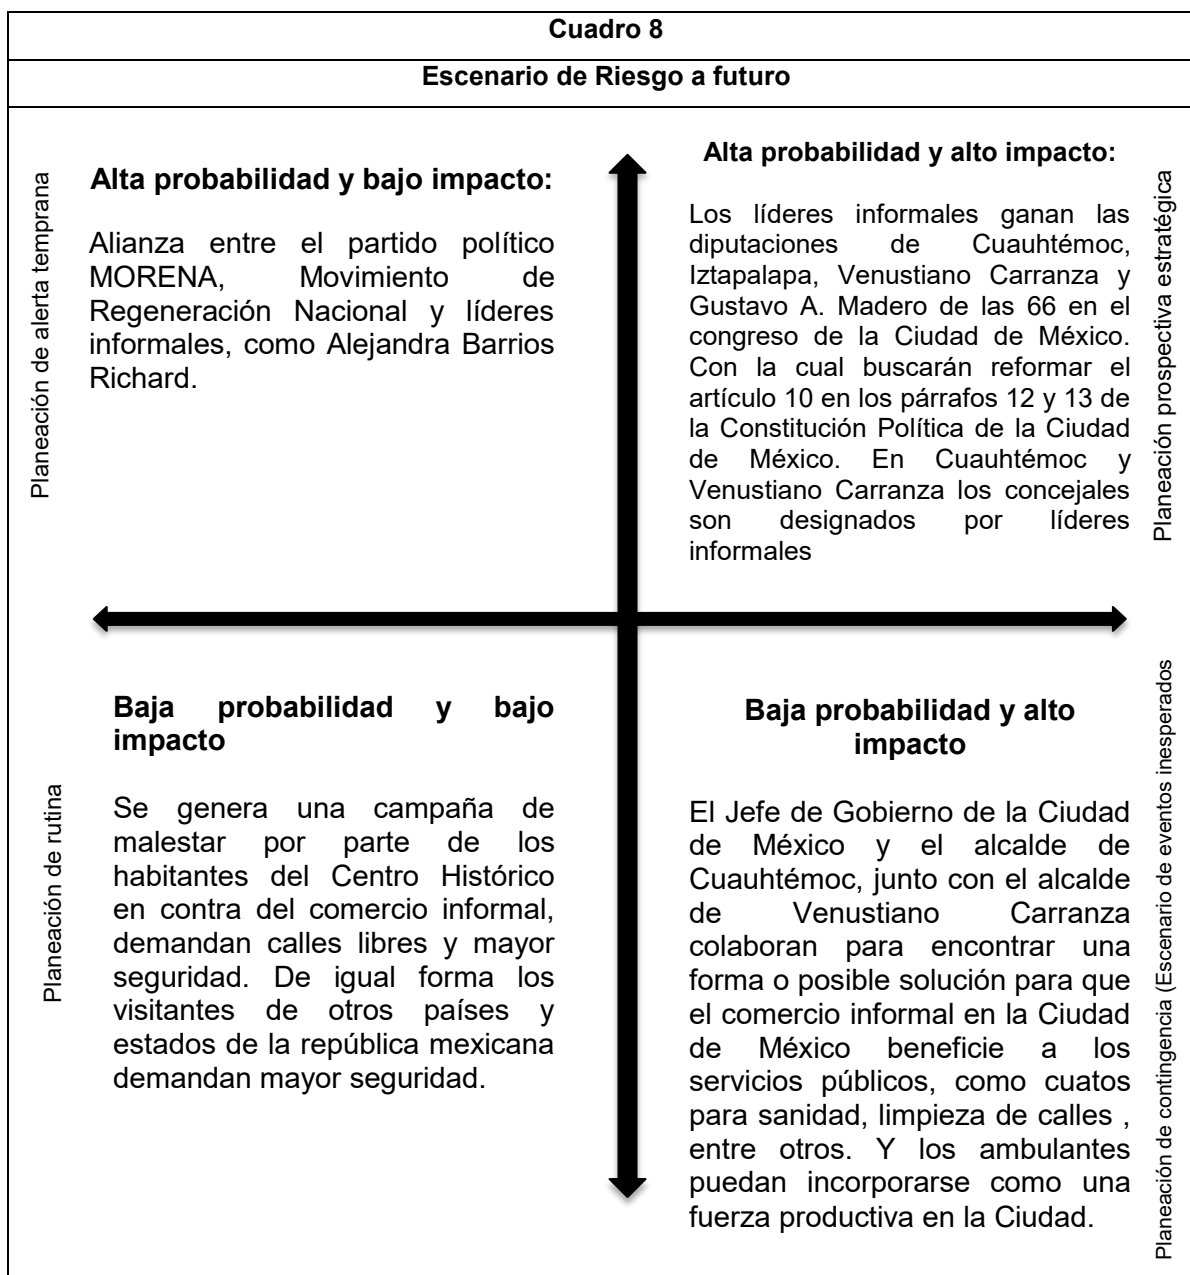 Cuadro 8
Escenario de Riesgo a futuro
Planeación de alerta temprana
Alta probabilidad y bajo impacto:
Alianza entre el partido político
MORENA, Movimiento de
Regeneración Nacional y líderes
informales, como Alejandra Barrios
Richard.
Alta probabilidad y alto impacto:
Los líderes informales ganan las
diputaciones de Cuauhtémoc,
Iztapalapa, Venustiano Carranza y
Gustavo A. Madero de las 66 en el
congreso de la Ciudad de México.
Con la cual buscarán reformar el
artículo 10 en los párrafos 12 y 13 de
la Constitución Política de la Ciudad
de México. En Cuauhtémoc y
Venustiano Carranza los concejales
son designados por líderes
informales
Planeación prospectiva estratégica
Planeación de rutina
Baja probabilidad y bajo
impacto
Se genera una campaña de
malestar por parte de los
habitantes del Centro Histórico
en contra del comercio informal,
demandan calles libres y mayor
seguridad. De igual forma los
visitantes de otros países y
estados de la república mexicana
demandan mayor seguridad.
Baja probabilidad y alto
impacto
El Jefe de Gobierno de la Ciudad
de México y el alcalde de
Cuauhtémoc, junto con el alcalde
de Venustiano Carranza
colaboran para encontrar una
forma o posible solución para que
el comercio informal en la Ciudad
de México beneficie a los
servicios públicos, como cuatos
para sanidad, limpieza de calles ,
entre otros. Y los ambulantes
puedan incorporarse como una
fuerza productiva en la Ciudad.
Planeación de contingencia (Escenario de eventos inesperados